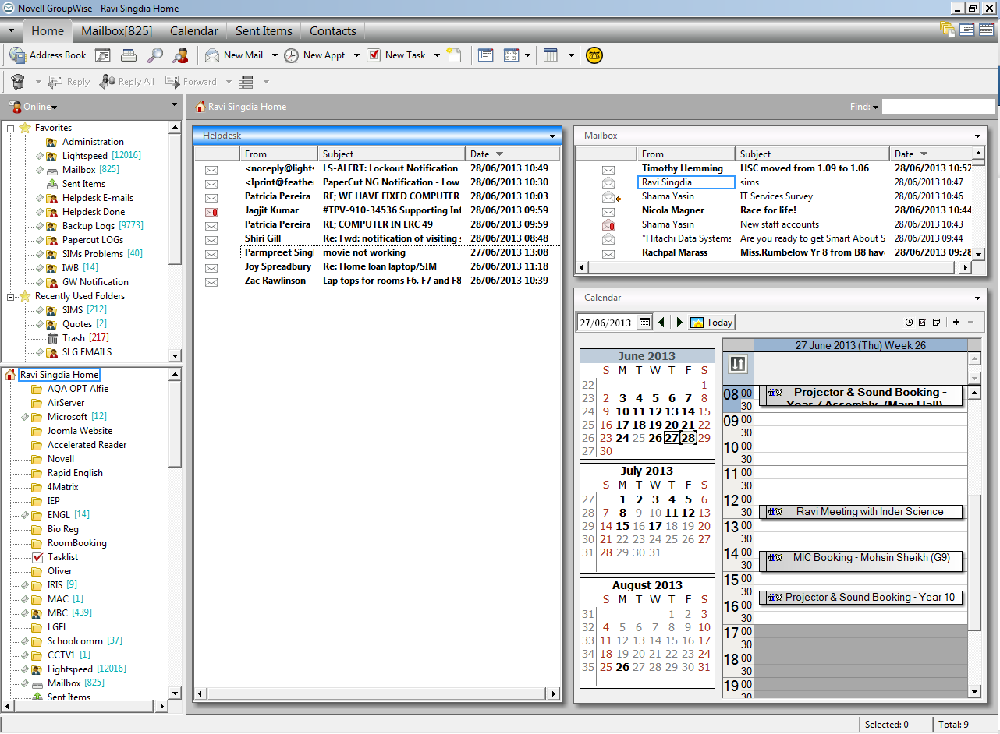 Novell GroupWise - Ravi Singdia Home
Home Mailbox[825] Calendar Sent Items Contacts
Address Book New Mail New Appt New Task
Reply Reply All Forward
Online
Ravi Singdia Home
Find:
Favorites
Administration
Lightspeed [12016]
Mailbox [825]
Sent Items
Helpdesk E-mails
Helpdesk Done
Backup Logs [9773]
Papercut LOGs
SIMs Problems [40]
IWB [14]
GW Notification
Recently Used Folders
SIMS [212]
Quotes [2]
Trash [217]
SLG EMAILS
Ravi Singdia Home
AQA OPT Alfie
AirServer
Microsoft [12]
Joomla Website
Accelerated Reader
Novell
Rapid English
4Matrix
IEP
ENGL [14]
Bio Reg
RoomBooking
Tasklist
Oliver
IRIS [9]
MAC [1]
MBC [439]
LGFL
Schoolcomm [37]
CCTV1 [1]
Lightspeed [12016]
Mailbox [825]
Sent Items
Helpdesk
From Subject Date
<noreply@lights LS-ALERT: Lockout Notification 28/06/2013 10:49
<Iprint@feathe PaperCut NG Notification - Low 28/06/2013 10:30
Patricia Pereira RE; WE HAVE FIXED COMPUTER 28/06/2013 10:00
Jagjit Kumar #TPV-910-34536 Supporting Inf 28/06/2013 09:59
Patricia Pereira RE; COMPUTER IN LRC 49 28/06/2013 09:59
Shiri Gill Re: Fwd: notification of visiting 28/06/2013 08:48
Parmpreet Sing movie not working 27/06/2013 13:08
Joy Spreadbury Re: Home loan laptop/SIM 26/06/2013 11:18
Zac Rawlinson Lap tops for rooms F6, F7 and F8 26/06/2013 10:39
Mailbox
From Subject Date
Timothy Hemming HSC moved from 1.09 to 1.06 28/06/2013 10:52
Ravi Singdia sims 28/06/2013 10:47
Shama Yasin IT Services Survey 28/06/2013 10:46
Nicola Magner Race for life! 28/06/2013 10:44
Shama Yasin New staff accounts 28/06/2013 10:43
"Hitachi Data Systems Are you ready to get Smart About S 28/06/2013 09:44
Rachpal Marass Miss.Rumbelow Yr 8 from B8 have 28/06/2013 09:28
Calendar
27/06/2013 Today
June 2013
S M T W T F S
22 1
23 2 3 4 5 6 7 8
24 9 10 11 12 13 14 15
25 16 17 18 19 20 21 22
26 23 24 25 26 27 28 29
27 30
July 2013
S M T W T F S
27 1 2 3 4 5 6
28 7 8 9 10 11 12 13
29 14 15 16 17 18 19 20
30 21 22 23 24 25 26 27
31 28 29 30 31
August 2013
S M T W T F S
31 1 2 3
32 4 5 6 7 8 9 10
33 11 12 13 14 15 16 17
34 18 19 20 21 22 23 24
35 25 26 27 28 29 30 31
27 June 2013 (Thu) Week 26
08 00 Projector & Sound Booking -
30 Year 7 Assembly (Main Hall)
09 00
30
10 00
30
11 00
30
12 00
30 Ravi Meeting with Inder Science
13 00
30
14 00 MIC Booking - Mohsin Sheikh (G9)
30
15 00
30 Projector & Sound Booking - Year 10
16 00
30
17 00
30
18 00
30
19 00
30
Selected: 0 Total: 9